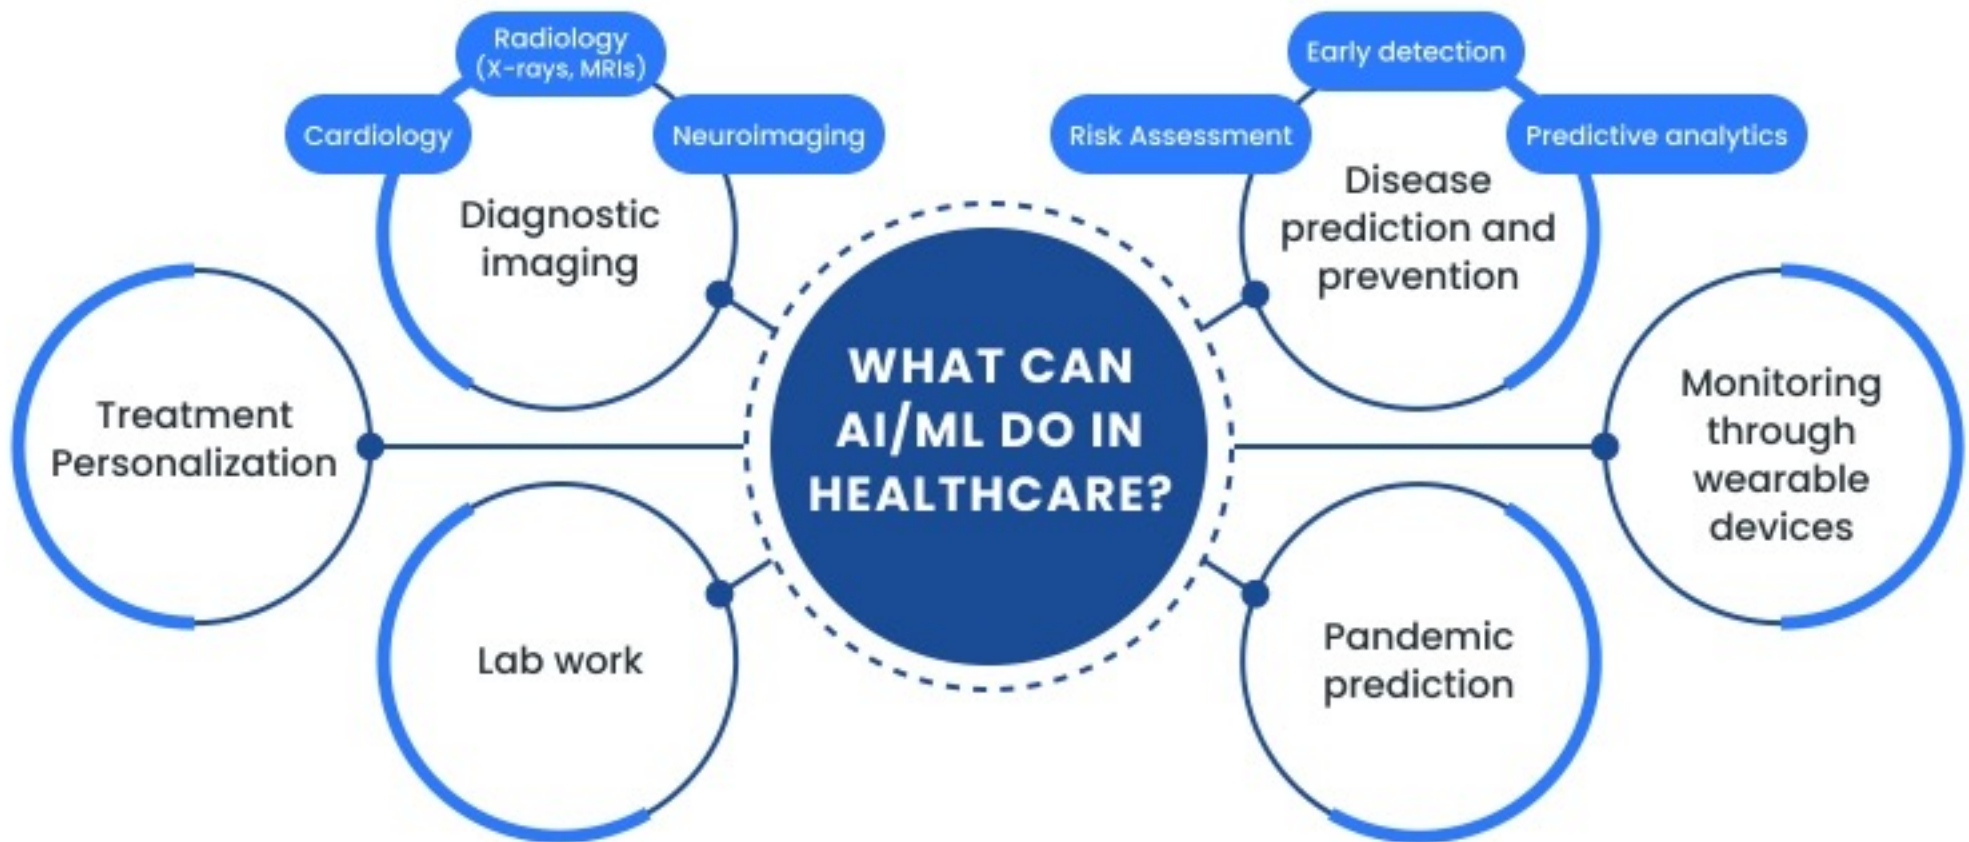 Radiology
(X-rays, MRIs)
Cardiology
Neuroimaging
Diagnostic
imaging
Early detection
Risk Assessment
Predictive analytics
Disease
prediction and
prevention
Treatment
Personalization
WHAT CAN
AI/ML DO IN
HEALTHCARE?
Monitoring
through
wearable
devices
Lab work
Pandemic
prediction